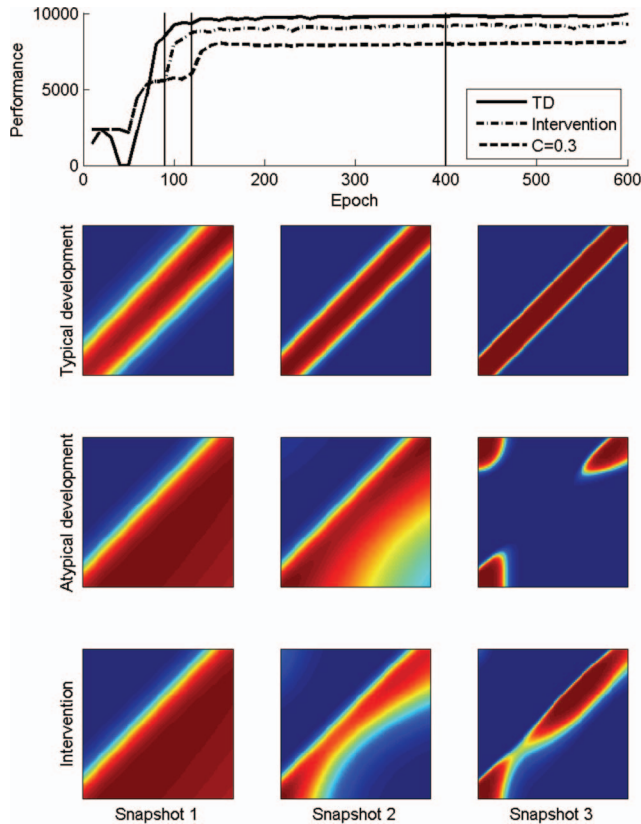 Performance
10000
5000
0
0 100 200 300 400 500 600
Epoch
TD
Intervention
C=0.3
Typical development
Atypical development
Intervention
Snapshot 1 Snapshot 2 Snapshot 3